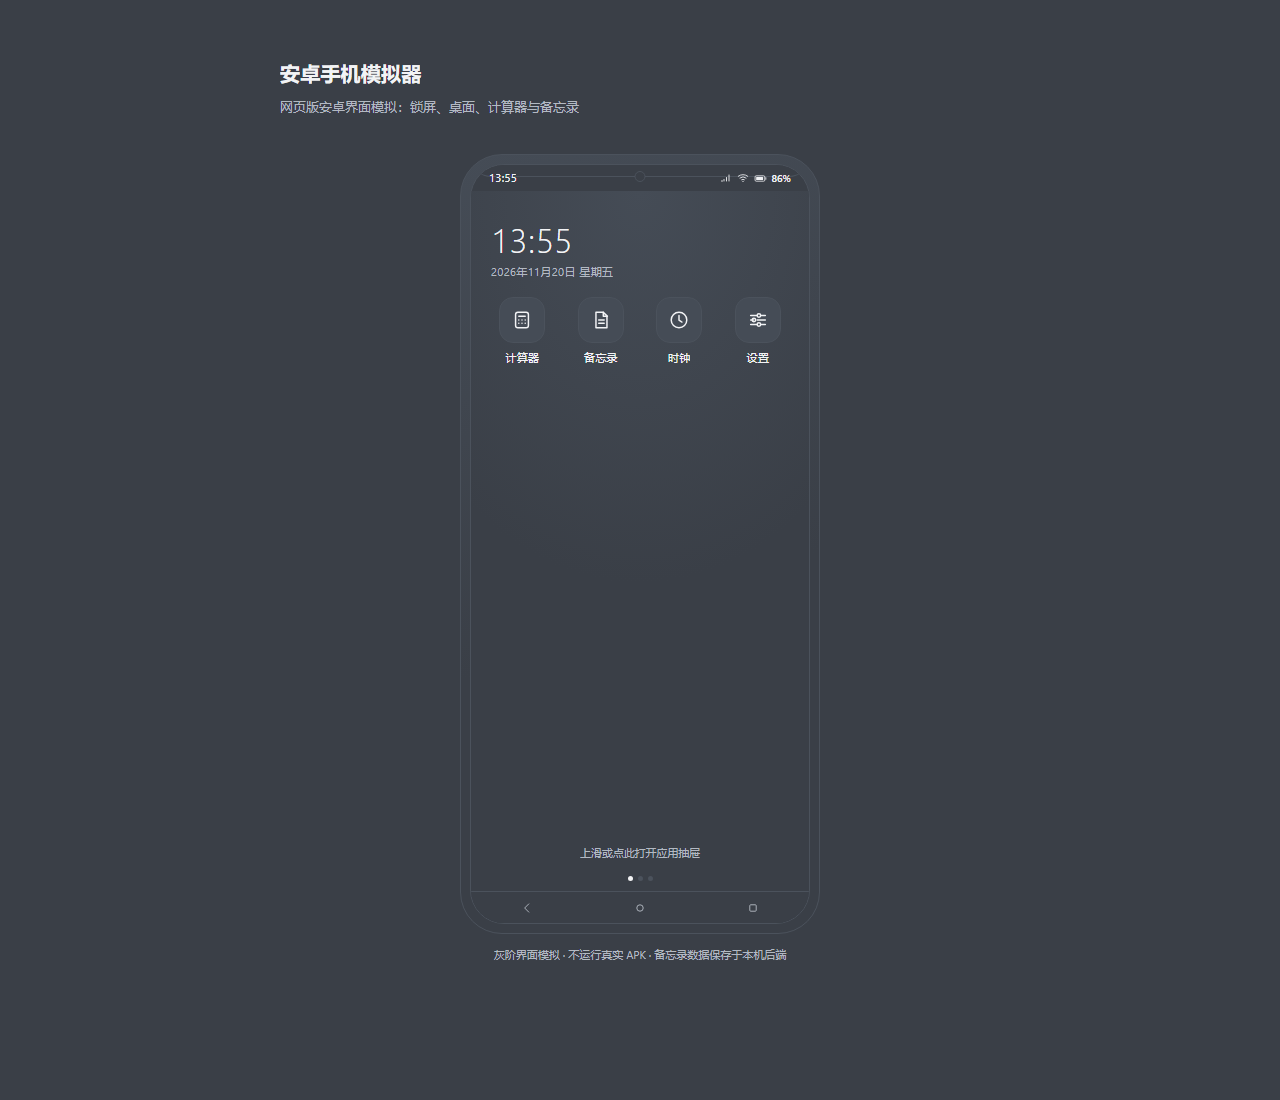 安卓手机模拟器
网页版安卓界面模拟：锁屏、桌面、计算器与备忘录
13:55 86%
13:55
2026年11月20日 星期五
计算器 备忘录 时钟 设置
上滑或点此打开应用抽屉
灰阶界面模拟 · 不运行真实 APK · 备忘录数据保存于本机后端